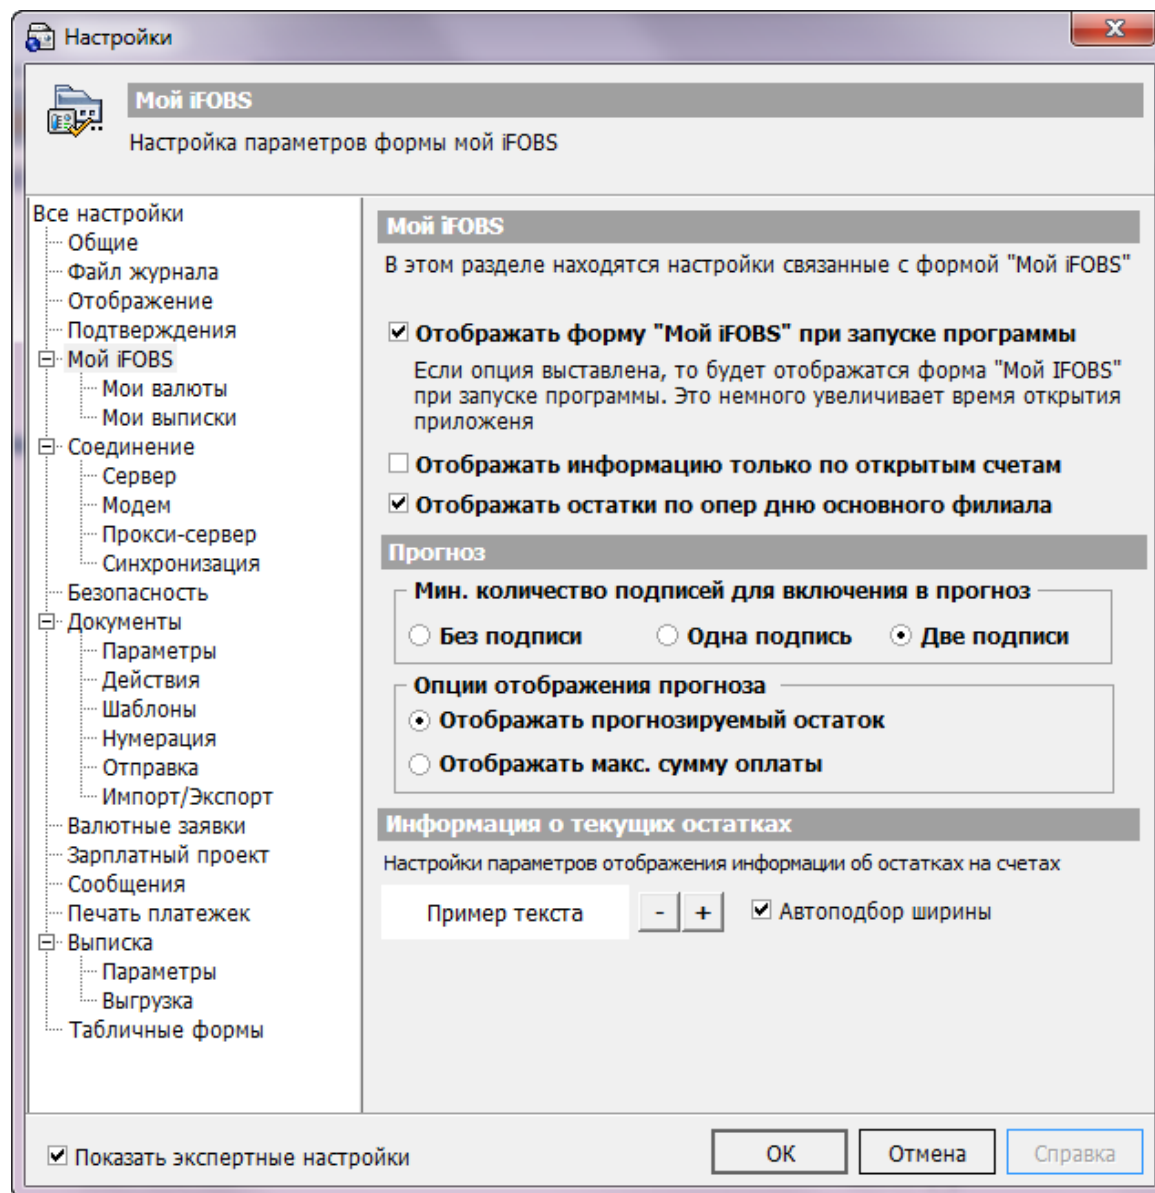 Настройки
Мой iFOBS
Настройка параметров формы мой iFOBS
Все настройки
Общие
Файл журнала
Отображение
Подтверждения
Мой iFOBS
Мои валюты
Мои выписки
Соединение
Сервер
Модем
Прокси-сервер
Синхронизация
Безопасность
Документы
Параметры
Действия
Шаблоны
Нумерация
Отправка
Импорт/Экспорт
Валютные заявки
Зарплатный проект
Сообщения
Печать платежек
Выписка
Параметры
Выгрузка
Табличные формы
Мой iFOBS
В этом разделе находятся настройки связанные с формой "Мой iFOBS"
Отображать форму "Мой iFOBS" при запуске программы
Если опция выставлена, то будет отображатся форма "Мой IFOBS"
при запуске программы. Это немного увеличивает время открытия
приложеня
Отображать информацию только по открытым счетам
Отображать остатки по опер дню основного филиала
Прогноз
Мин. количество подписей для включения в прогноз
Без подписи Одна подпись Две подписи
Опции отображения прогноза
Отображать прогнозируемый остаток
Отображать макс. сумму оплаты
Информация о текущих остатках
Настройки параметров отображения информации об остатках на счетах
Пример текста - + Автоподбор ширины
Показать экспертные настройки
ОК Отмена Справка